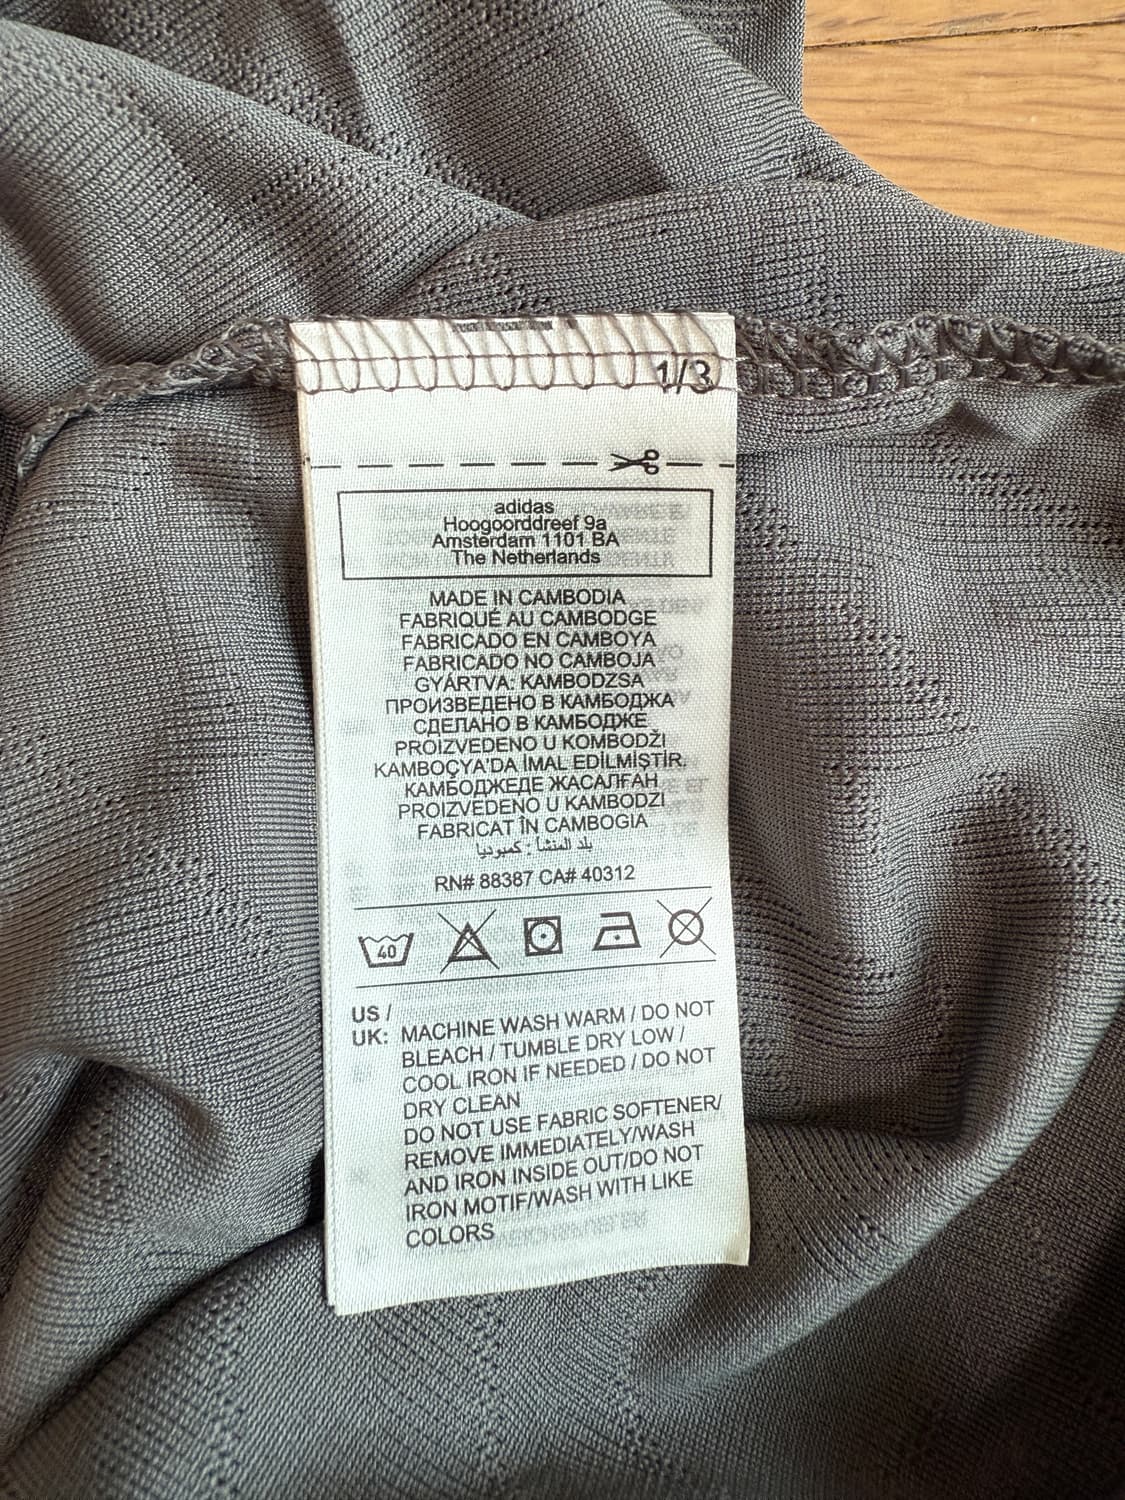 1/3
adidas
Hoogoorddreef 9a
Amsterdam 1101 BA
The Netherlands
MADE IN CAMBODIA
FABRIQUÉ AU CAMBODGE
FABRICADO EN CAMBOYA
FABRICADO NO CAMBOJA
GYÁRTVA: KAMBODZSA
ПРОИЗВЕДЕНО В КАМБОДЖА
СДЕЛАНО В КАМБОДЖЕ
PROIZVEDENO U KOMBODŽI
KAMBOÇYA'DA İMAL EDİLMİŞTİR.
КАМБОДЖЕДЕ ЖАСАЛҒАН
PROIZVEDENO U KAMBODZI
FABRICAT ÎN CAMBOGIA
بلد المنشأ: كمبوديا
RN# 88387 CA# 40312
40
US /
UK: MACHINE WASH WARM / DO NOT
BLEACH / TUMBLE DRY LOW /
COOL IRON IF NEEDED / DO NOT
DRY CLEAN
DO NOT USE FABRIC SOFTENER/
REMOVE IMMEDIATELY/WASH
AND IRON INSIDE OUT/DO NOT
IRON MOTIF/WASH WITH LIKE
COLORS